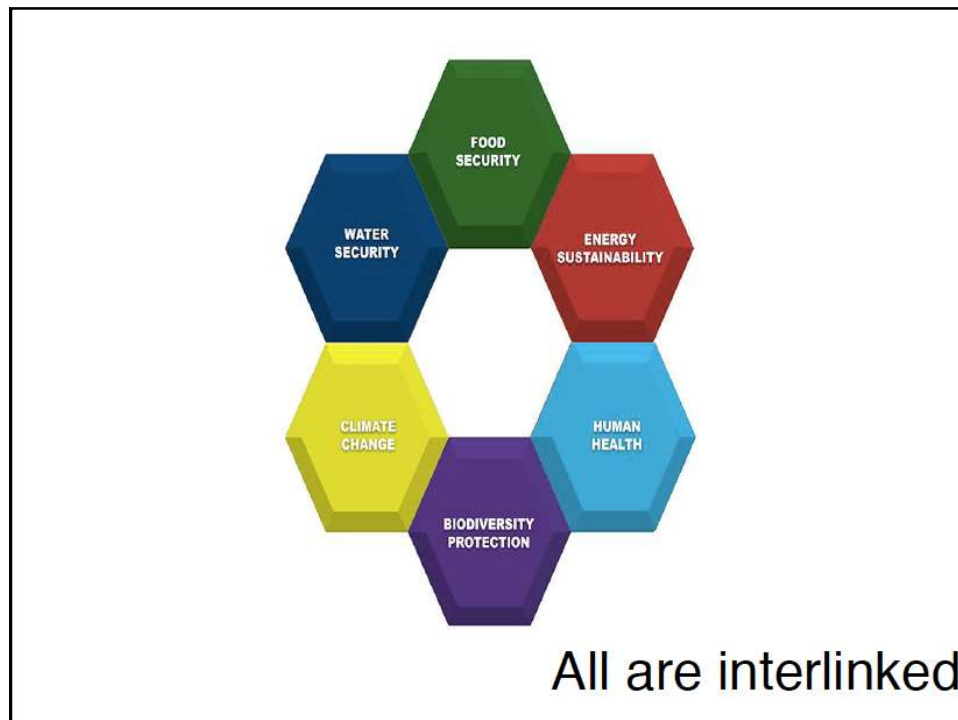 FOOD
SECURITY
WATER
SECURITY
ENERGY
SUSTAINABILITY
CLIMATE
CHANGE
HUMAN
HEALTH
BIODIVERSITY
PROTECTION
All are interlinked